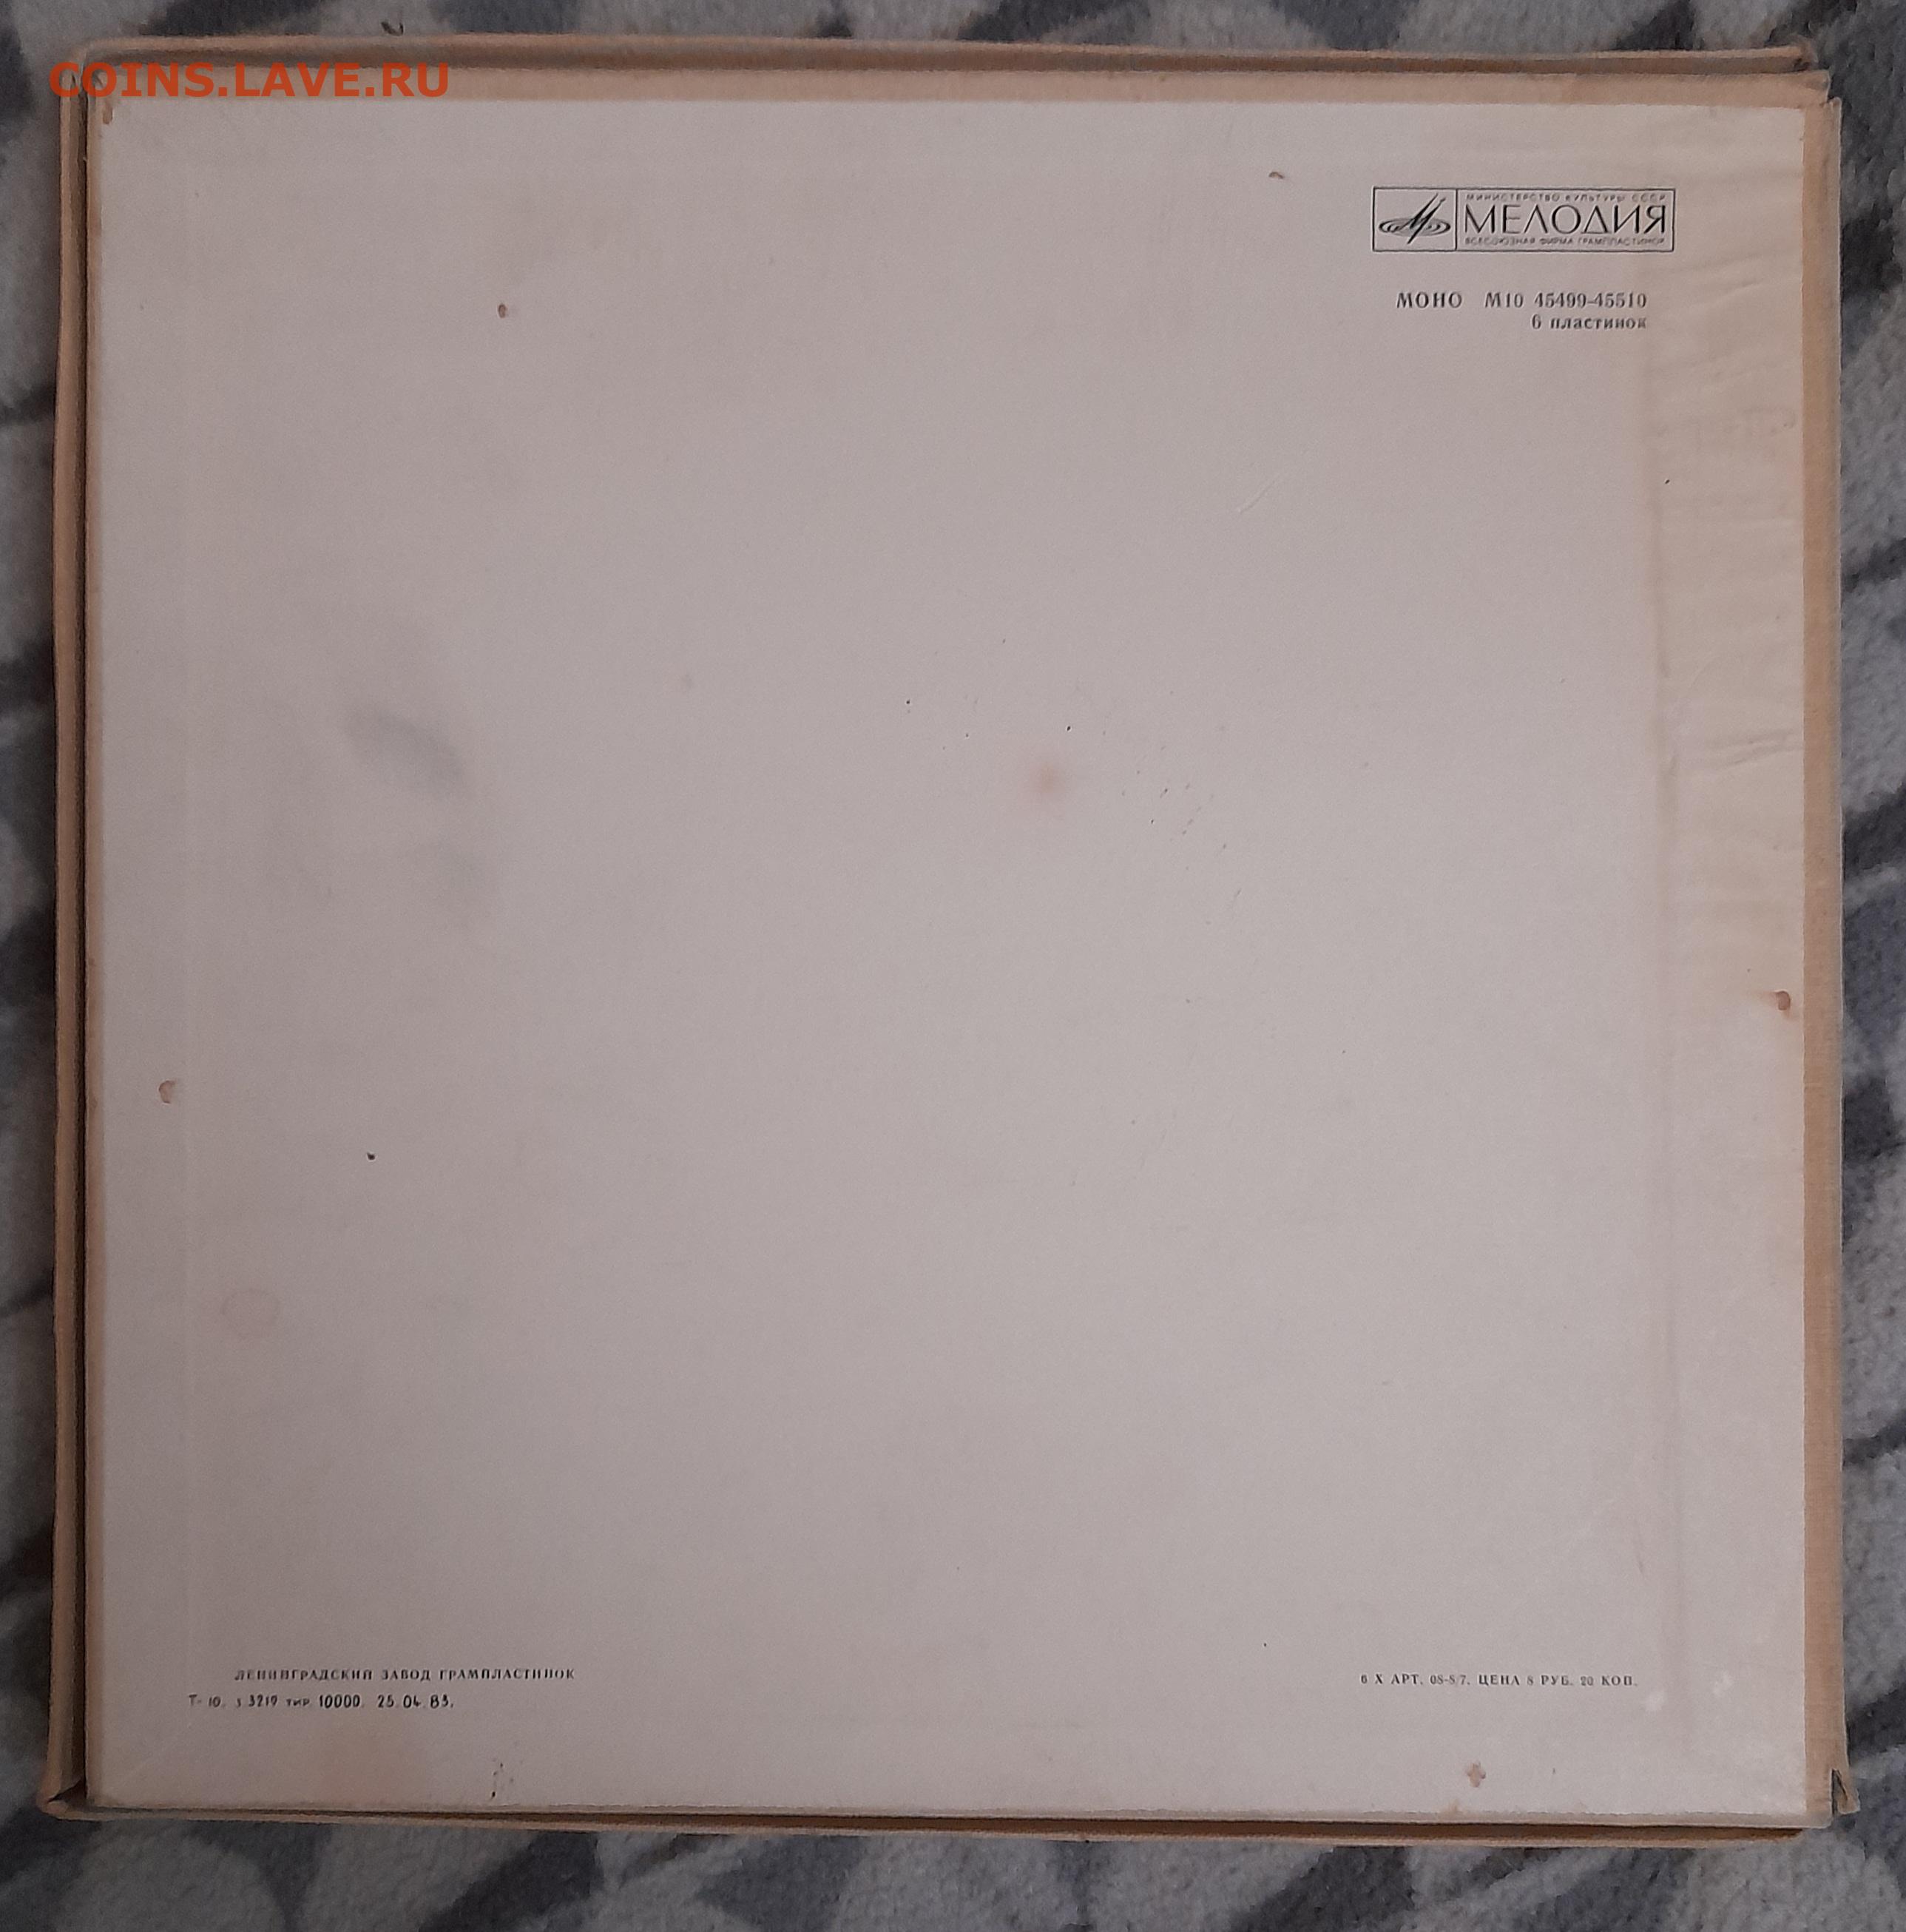 COINS.LAVE.RU
МИНИСТЕРСТВО КУЛЬТУРЫ СССР
МЕЛОДИЯ
ВСЕСОЮЗНАЯ ФИРМА ГРАМПЛАСТИНОК
МОНО М10 45499-45510
6 пластинок
ЛЕНИНГРАДСКИЙ ЗАВОД ГРАМПЛАСТИНОК
Т-10. з.3219 тир. 10000. 25.04.83.
6 Х АРТ. 08-8/7. ЦЕНА 8 РУБ. 20 КОП.